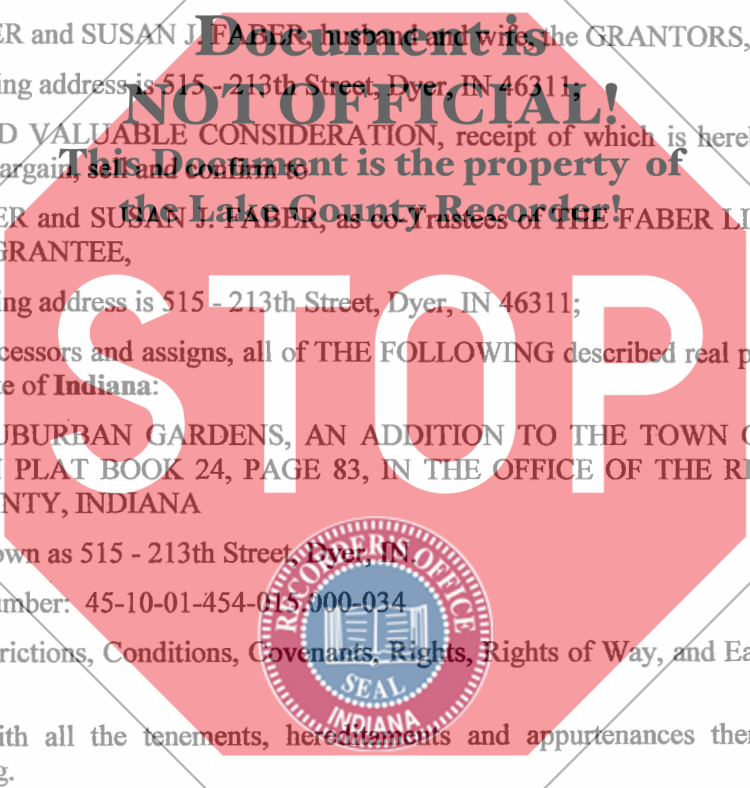 ER and SUSAN J. FABER, husband and wife, the GRANTORS,
Document is
ing address is 515 - 213th Street, Dyer, IN 46311;
NOT OFFICIAL!
D VALUABLE CONSIDERATION, receipt of which is hereb
argain, sell and confirm to
This Document is the property of
the Lake County Recorder!
ER and SUSAN J. FABER, as co-Trustees of THE FABER LI
GRANTEE,
ing address is 515 - 213th Street, Dyer, IN 46311;
STOP
cessors and assigns, all of THE FOLLOWING described real p
te of Indiana:
UBURBAN GARDENS, AN ADDITION TO THE TOWN O
PLAT BOOK 24, PAGE 83, IN THE OFFICE OF THE RE
NTY, INDIANA
own as 515 - 213th Street, Dyer, IN.
umber: 45-10-01-454-015.000-034
rictions, Conditions, Covenants, Rights, Rights of Way, and Ea
RECORDER'S OFFICE
SEAL
INDIANA
ith all the tenements, hereditaments and appurtenances ther
g.